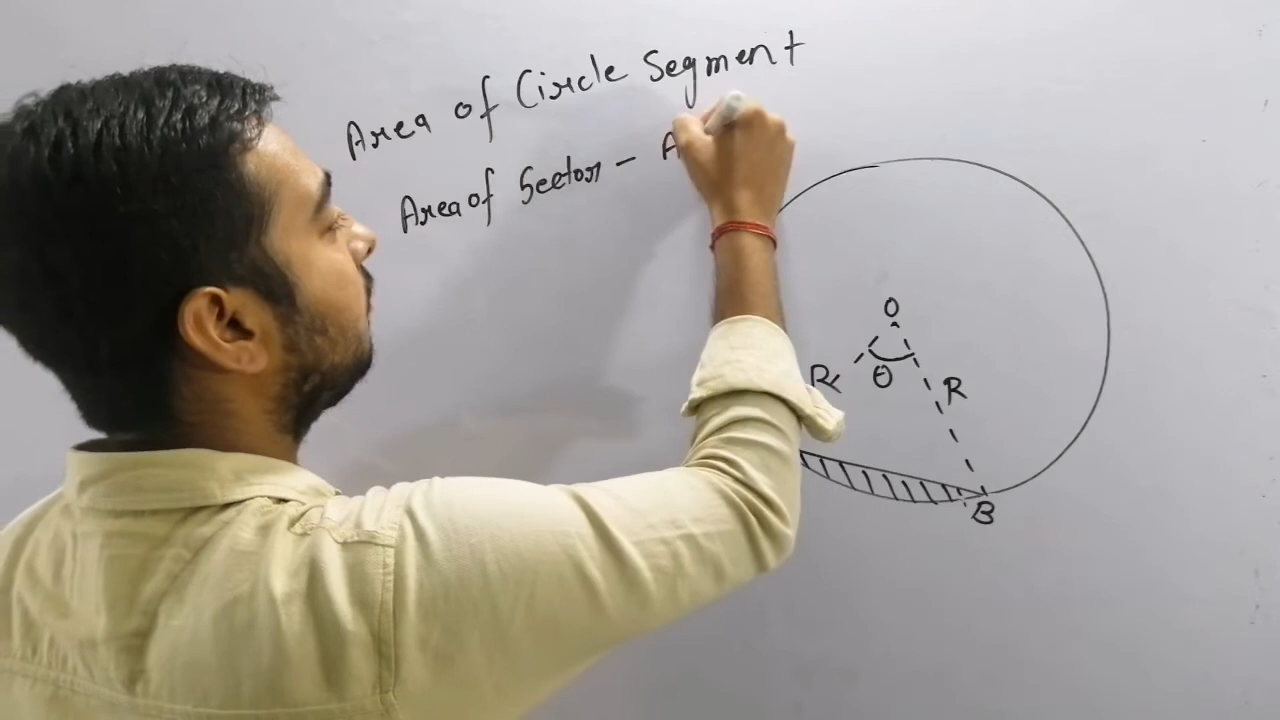 Area of Circle Segment
Area of Sector - A
O
R
θ
R
B